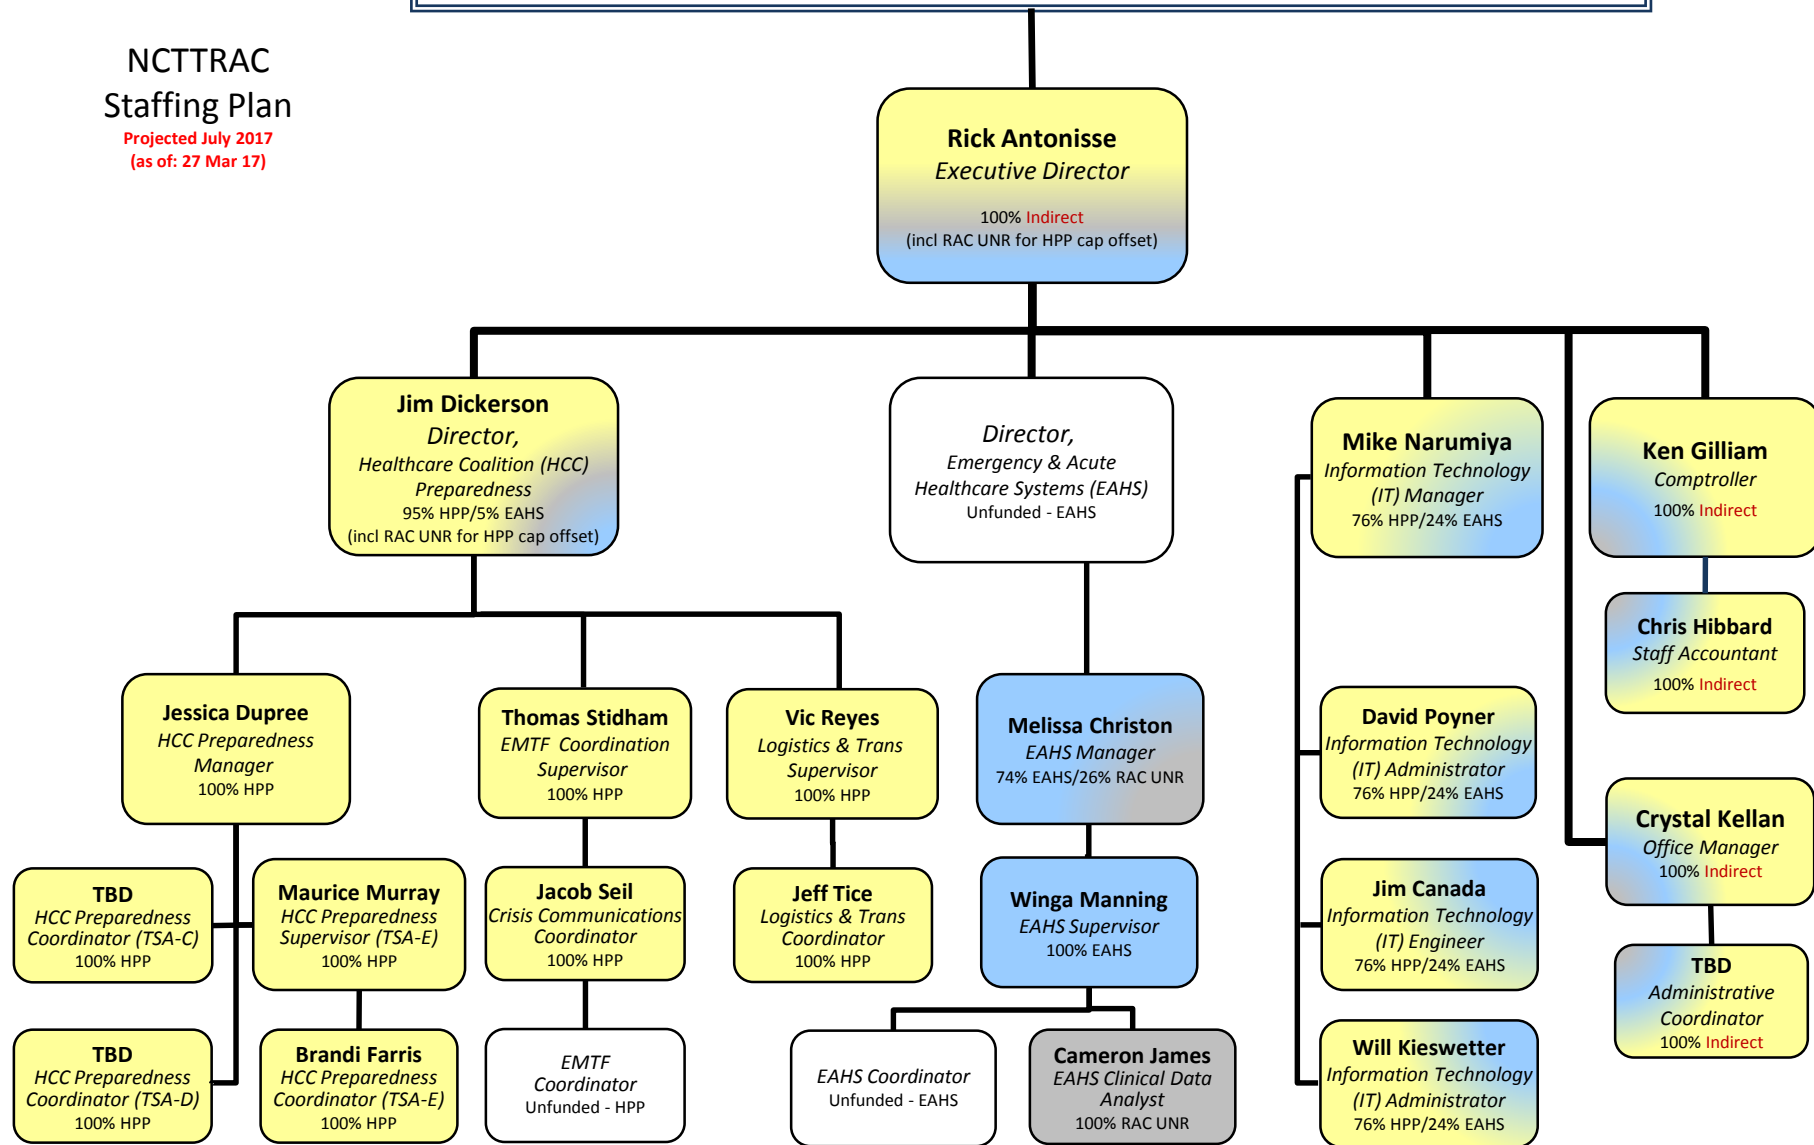 NCTTRAC
Staffing Plan
Projected July 2017
(as of: 27 Mar 17)
Rick Antonisse
Executive Director
100% Indirect
(incl RAC UNR for HPP cap offset)
Jim Dickerson
Director,
Healthcare Coalition (HCC)
Preparedness
95% HPP/5% EAHS
(incl RAC UNR for HPP cap offset)
Director,
Emergency & Acute
Healthcare Systems (EAHS)
Unfunded - EAHS
Mike Narumiya
Information Technology
(IT) Manager
76% HPP/24% EAHS
Ken Gilliam
Comptroller
100% Indirect
Chris Hibbard
Staff Accountant
100% Indirect
Jessica Dupree
HCC Preparedness
Manager
100% HPP
Thomas Stidham
EMTF Coordination
Supervisor
100% HPP
Vic Reyes
Logistics & Trans
Supervisor
100% HPP
Melissa Christon
EAHS Manager
74% EAHS/26% RAC UNR
David Poyner
Information Technology
(IT) Administrator
76% HPP/24% EAHS
Crystal Kellan
Office Manager
100% Indirect
TBD
HCC Preparedness
Coordinator (TSA-C)
100% HPP
Maurice Murray
HCC Preparedness
Supervisor (TSA-E)
100% HPP
Jacob Seil
Crisis Communications
Coordinator
100% HPP
Jeff Tice
Logistics & Trans
Coordinator
100% HPP
Winga Manning
EAHS Supervisor
100% EAHS
Jim Canada
Information Technology
(IT) Engineer
76% HPP/24% EAHS
TBD
Administrative
Coordinator
100% Indirect
TBD
HCC Preparedness
Coordinator (TSA-D)
100% HPP
Brandi Farris
HCC Preparedness
Coordinator (TSA-E)
100% HPP
EMTF
Coordinator
Unfunded - HPP
EAHS Coordinator
Unfunded - EAHS
Cameron James
EAHS Clinical Data
Analyst
100% RAC UNR
Will Kieswetter
Information Technology
(IT) Administrator
76% HPP/24% EAHS